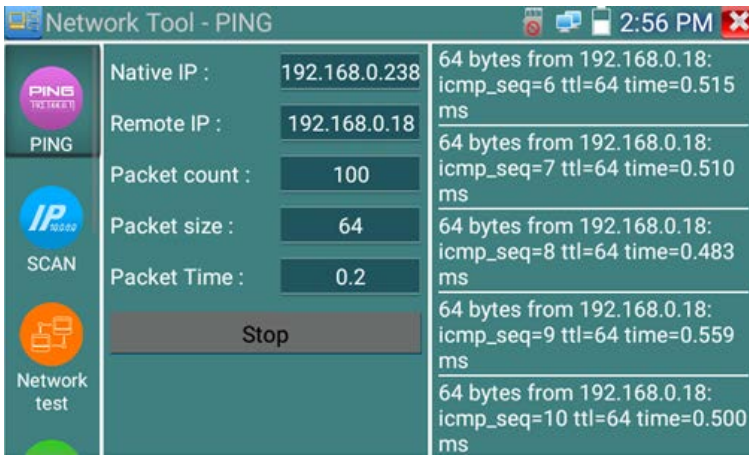 Network Tool - PING
2:56 PM
PING
PING
SCAN
IP
10.0.0.0
Network
test
Native IP :
192.168.0.238
Remote IP :
192.168.0.18
Packet count :
100
Packet size :
64
Packet Time :
0.2
Stop
64 bytes from 192.168.0.18:
icmp_seq=6 ttl=64 time=0.515
ms
64 bytes from 192.168.0.18:
icmp_seq=7 ttl=64 time=0.510
ms
64 bytes from 192.168.0.18:
icmp_seq=8 ttl=64 time=0.483
ms
64 bytes from 192.168.0.18:
icmp_seq=9 ttl=64 time=0.559
ms
64 bytes from 192.168.0.18:
icmp_seq=10 ttl=64 time=0.500
ms